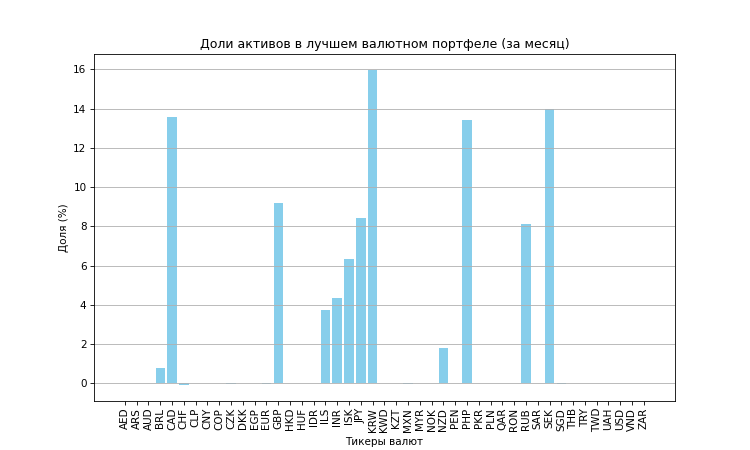 Доли активов в лучшем валютном портфеле (за месяц)
Доля (%)
16
14
12
10
8
6
4
2
0
AED ARS AUD BRL CAD CHF CLP CNY COP CZK DKK EGP EUR GBP HKD HUF IDR ILS INR ISK JPY KRW KWD KZT MXN MYR NOK NZD PEN PHP PKR PLN QAR RON RUB SAR SEK SGD THB TRY TWD UAH USD VND ZAR
Тикеры валют